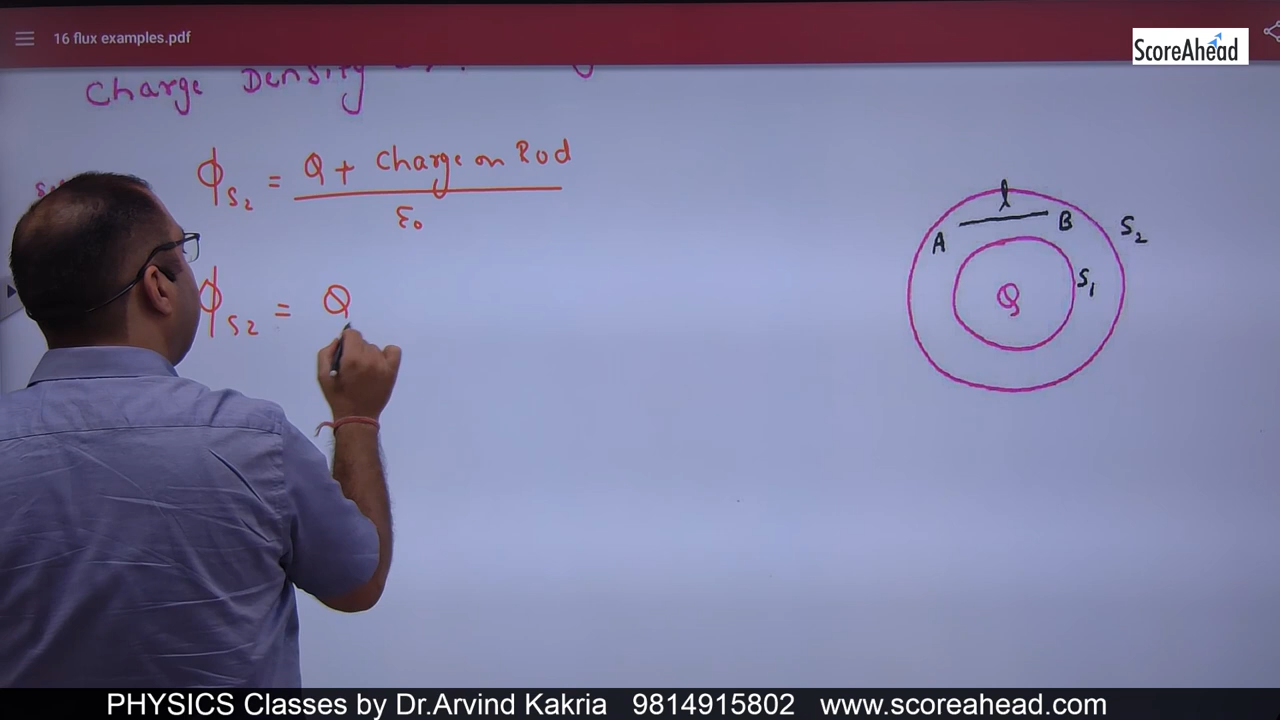 16 flux examples.pdf
ScoreAhead
Charge Density
ϕS2 = Q + Charge on Rod
ε0
ϕS2 = Q
l
A
B
S2
S1
Q
PHYSICS Classes by Dr.Arvind Kakria 9814915802 www.scoreahead.com